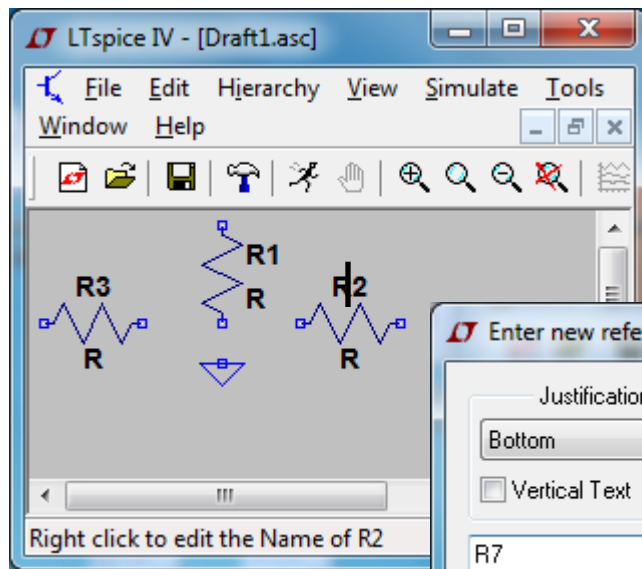 LTspice IV - [Draft1.asc]
File Edit Hierarchy View Simulate Tools
Window Help
R1
R3
R2
R
R
R
Enter new refe
Justification
Bottom
Vertical Text
R7
Right click to edit the Name of R2